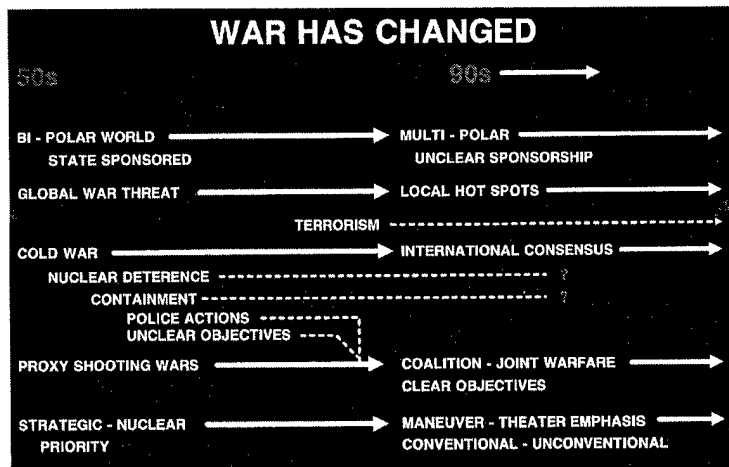 WAR HAS CHANGED
50s 90s
BI - POLAR WORLD MULTI - POLAR
STATE SPONSORED UNCLEAR SPONSORSHIP
GLOBAL WAR THREAT LOCAL HOT SPOTS
TERRORISM
COLD WAR INTERNATIONAL CONSENSUS
NUCLEAR DETERENCE ?
CONTAINMENT ?
POLICE ACTIONS
UNCLEAR OBJECTIVES
PROXY SHOOTING WARS COALITION - JOINT WARFARE
CLEAR OBJECTIVES
STRATEGIC - NUCLEAR MANEUVER - THEATER EMPHASIS
PRIORITY CONVENTIONAL - UNCONVENTIONAL